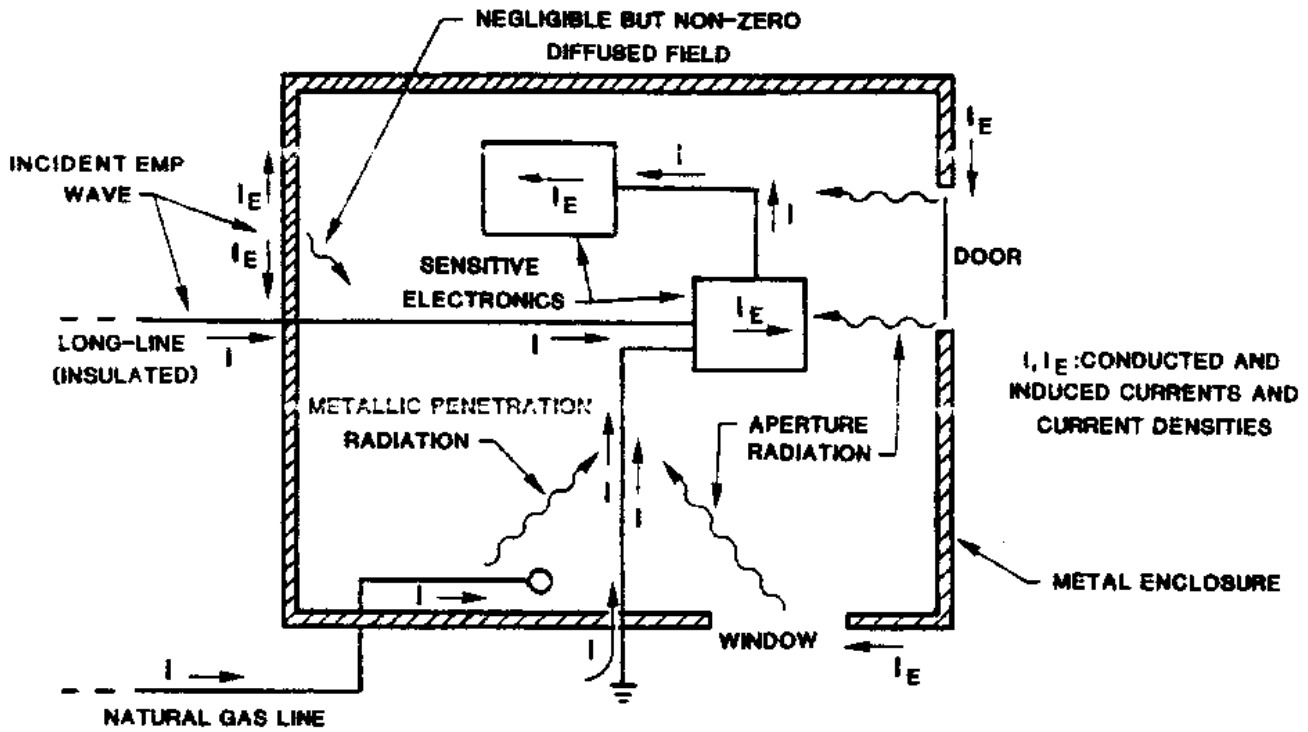 NEGLIGIBLE BUT NON-ZERO
DIFFUSED FIELD
INCIDENT EMP
WAVE
I_E
I_E
I_E
I
I_E
I
SENSITIVE
ELECTRONICS
DOOR
I_E
LONG-LINE
(INSULATED)
I
I
I, I_E :CONDUCTED AND
INDUCED CURRENTS AND
CURRENT DENSITIES
METALLIC PENETRATION
RADIATION
APERTURE
RADIATION
I
I
METAL ENCLOSURE
I
WINDOW
I
I_E
I
NATURAL GAS LINE